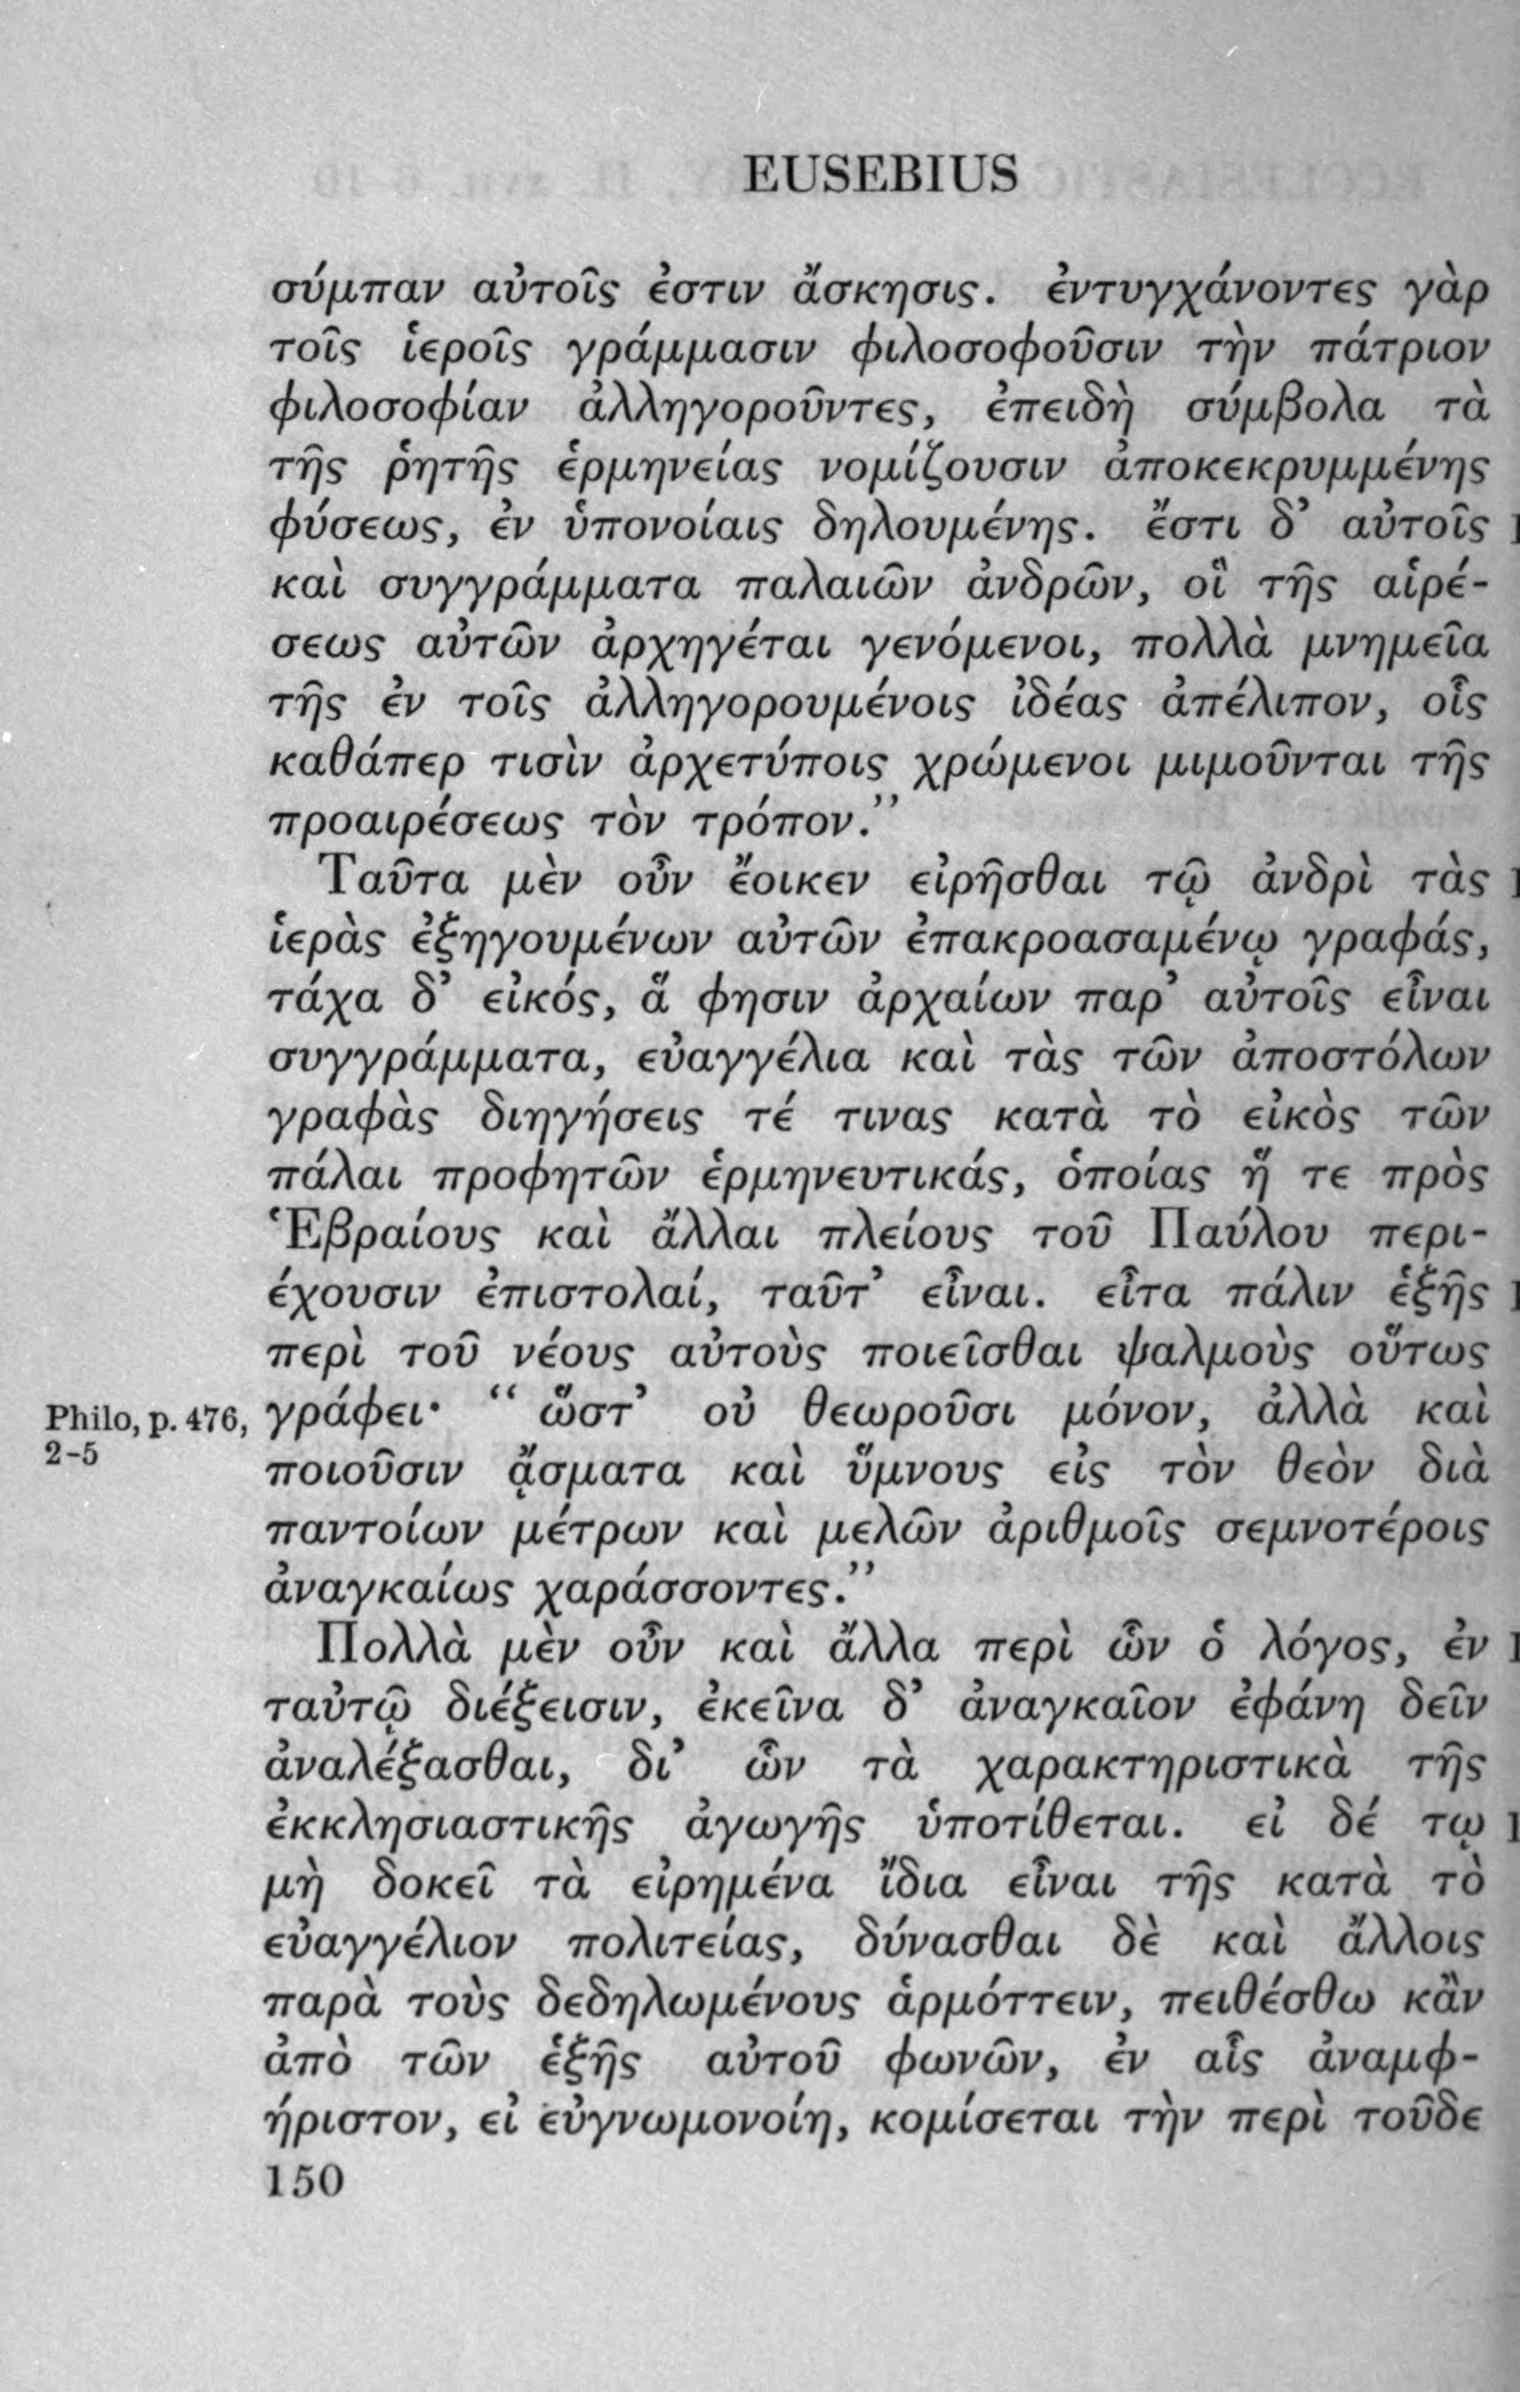 EUSEBIUS
σύμπαν αὐτοῖς ἐστιν ἄσκησις. ἐντυγχάνοντες γὰρ
τοῖς ἱεροῖς γράμμασιν φιλοσοφοῦσιν τὴν πάτριον
φιλοσοφίαν ἀλληγοροῦντες, ἐπειδὴ σύμβολα τὰ
τῆς ῥητῆς ἑρμηνείας νομίζουσιν ἀποκεκρυμμένης
φύσεως, ἐν ὑπονοίαις δηλουμένης. ἔστι δ’ αὐτοῖς
καὶ συγγράμματα παλαιῶν ἀνδρῶν, οἳ τῆς αἱρέ-
σεως αὐτῶν ἀρχηγέται γενόμενοι, πολλὰ μνημεῖα
τῆς ἐν τοῖς ἀλληγορουμένοις ἰδέας ἀπέλιπον, οἷς
καθάπερ τισὶν ἀρχετύποις χρώμενοι μιμοῦνται τῆς
προαιρέσεως τὸν τρόπον.”
Ταῦτα μὲν οὖν ἔοικεν εἰρῆσθαι τῷ ἀνδρὶ τὰς
ἱερὰς ἐξηγουμένων αὐτῶν ἐπακροασαμένῳ γραφάς,
τάχα δ’ εἰκός, ἅ φησιν ἀρχαίων παρ’ αὐτοῖς εἶναι
συγγράμματα, εὐαγγέλια καὶ τὰς τῶν ἀποστόλων
γραφὰς διηγήσεις τέ τινας κατὰ τὸ εἰκὸς τῶν
πάλαι προφητῶν ἑρμηνευτικάς, ὁποίας ἥ τε πρὸς
Ἑβραίους καὶ ἄλλαι πλείους τοῦ Παύλου περι-
έχουσιν ἐπιστολαί, ταῦτ’ εἶναι. εἶτα πάλιν ἑξῆς
περὶ τοῦ νέους αὐτοὺς ποιεῖσθαι ψαλμοὺς οὕτως
Philo, p. 476,
2-5
γράφει· “ ὥστ’ οὐ θεωροῦσι μόνον, ἀλλὰ καὶ
ποιοῦσιν ᾄσματα καὶ ὕμνους εἰς τὸν θεὸν διὰ
παντοίων μέτρων καὶ μελῶν ἀριθμοῖς σεμνοτέροις
ἀναγκαίως χαράσσοντες.”
Πολλὰ μὲν οὖν καὶ ἄλλα περὶ ὧν ὁ λόγος, ἐν
ταὐτῷ διέξεισιν, ἐκεῖνα δ’ ἀναγκαῖον ἐφάνη δεῖν
ἀναλέξασθαι, δι’ ὧν τὰ χαρακτηριστικὰ τῆς
ἐκκλησιαστικῆς ἀγωγῆς ὑποτίθεται. εἰ δέ τῳ
μὴ δοκεῖ τὰ εἰρημένα ἴδια εἶναι τῆς κατὰ τὸ
εὐαγγέλιον πολιτείας, δύνασθαι δὲ καὶ ἄλλοις
παρὰ τοὺς δεδηλωμένους ἁρμόττειν, πειθέσθω κἂν
ἀπὸ τῶν ἑξῆς αὐτοῦ φωνῶν, ἐν αἷς ἀναμφ-
ήριστον, εἰ εὐγνωμονοίη, κομίσεται τὴν περὶ τοῦδε
150